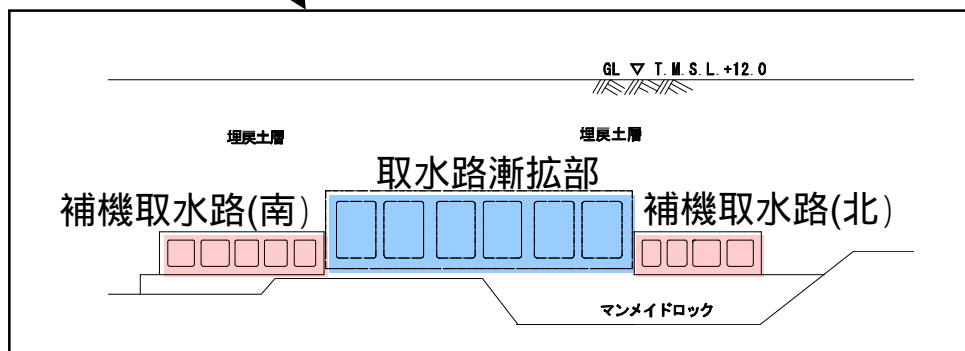 GL ▽ T.M.S.L.+12.0
埋戻土層
埋戻土層
取水路漸拡部
補機取水路(南)
補機取水路(北)
マンメイドロック